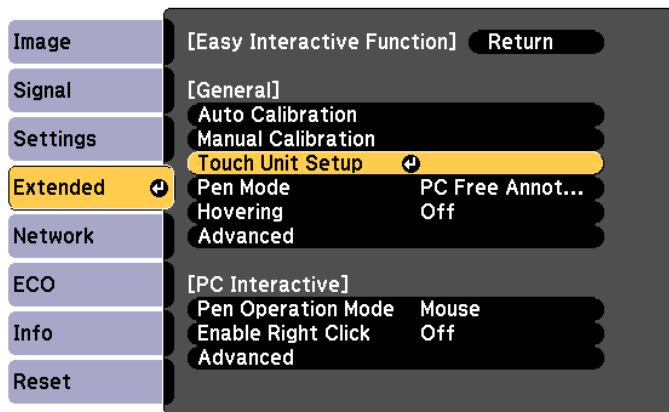 Image
Signal
Settings
Extended
Network
ECO
Info
Reset
[Easy Interactive Function] Return
[General]
Auto Calibration
Manual Calibration
Touch Unit Setup
Pen Mode PC Free Annot...
Hovering Off
Advanced
[PC Interactive]
Pen Operation Mode Mouse
Enable Right Click Off
Advanced